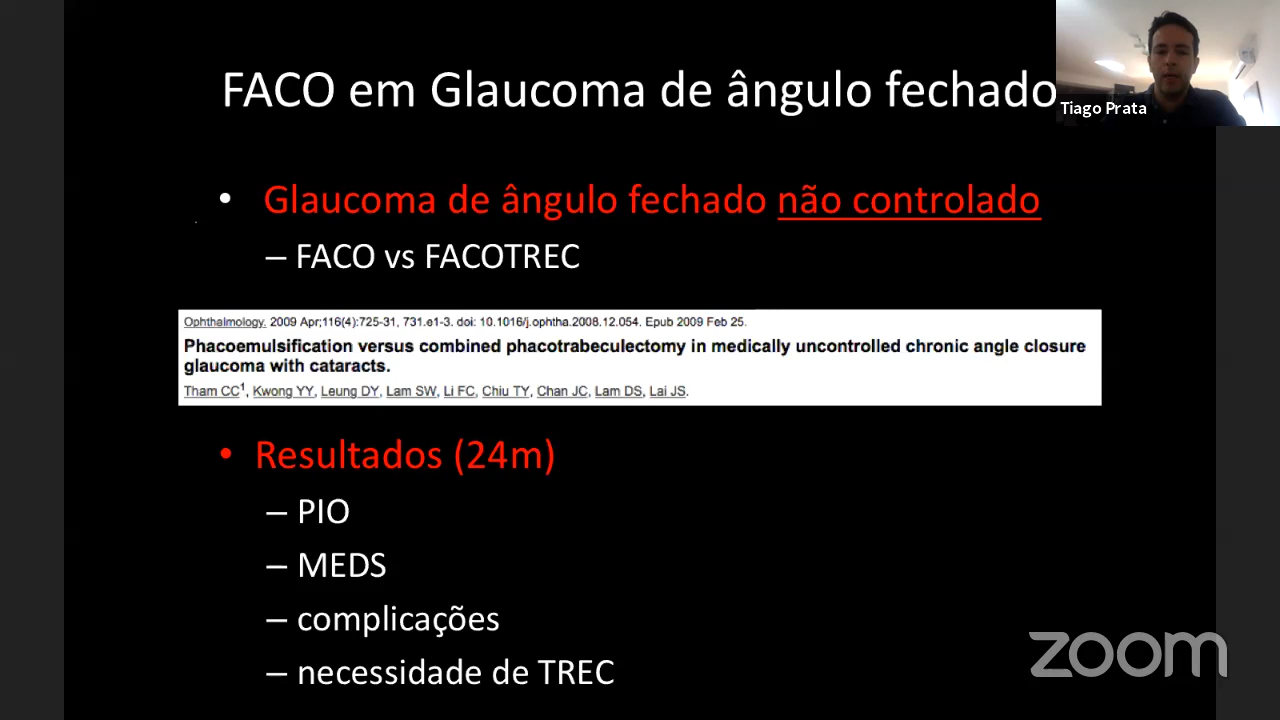 FACO em Glaucoma de ângulo fechado
Tiago Prata
• Glaucoma de ângulo fechado não controlado
– FACO vs FACOTREC
Ophthalmology. 2009 Apr;116(4):725-31, 731.e1-3. doi: 10.1016/j.ophtha.2008.12.054. Epub 2009 Feb 25.
Phacoemulsification versus combined phacotrabeculectomy in medically uncontrolled chronic angle closure
glaucoma with cataracts.
Tham CC1, Kwong YY, Leung DY, Lam SW, Li FC, Chiu TY, Chan JC, Lam DS, Lai JS.
• Resultados (24m)
– PIO
– MEDS
– complicações
– necessidade de TREC
zoom